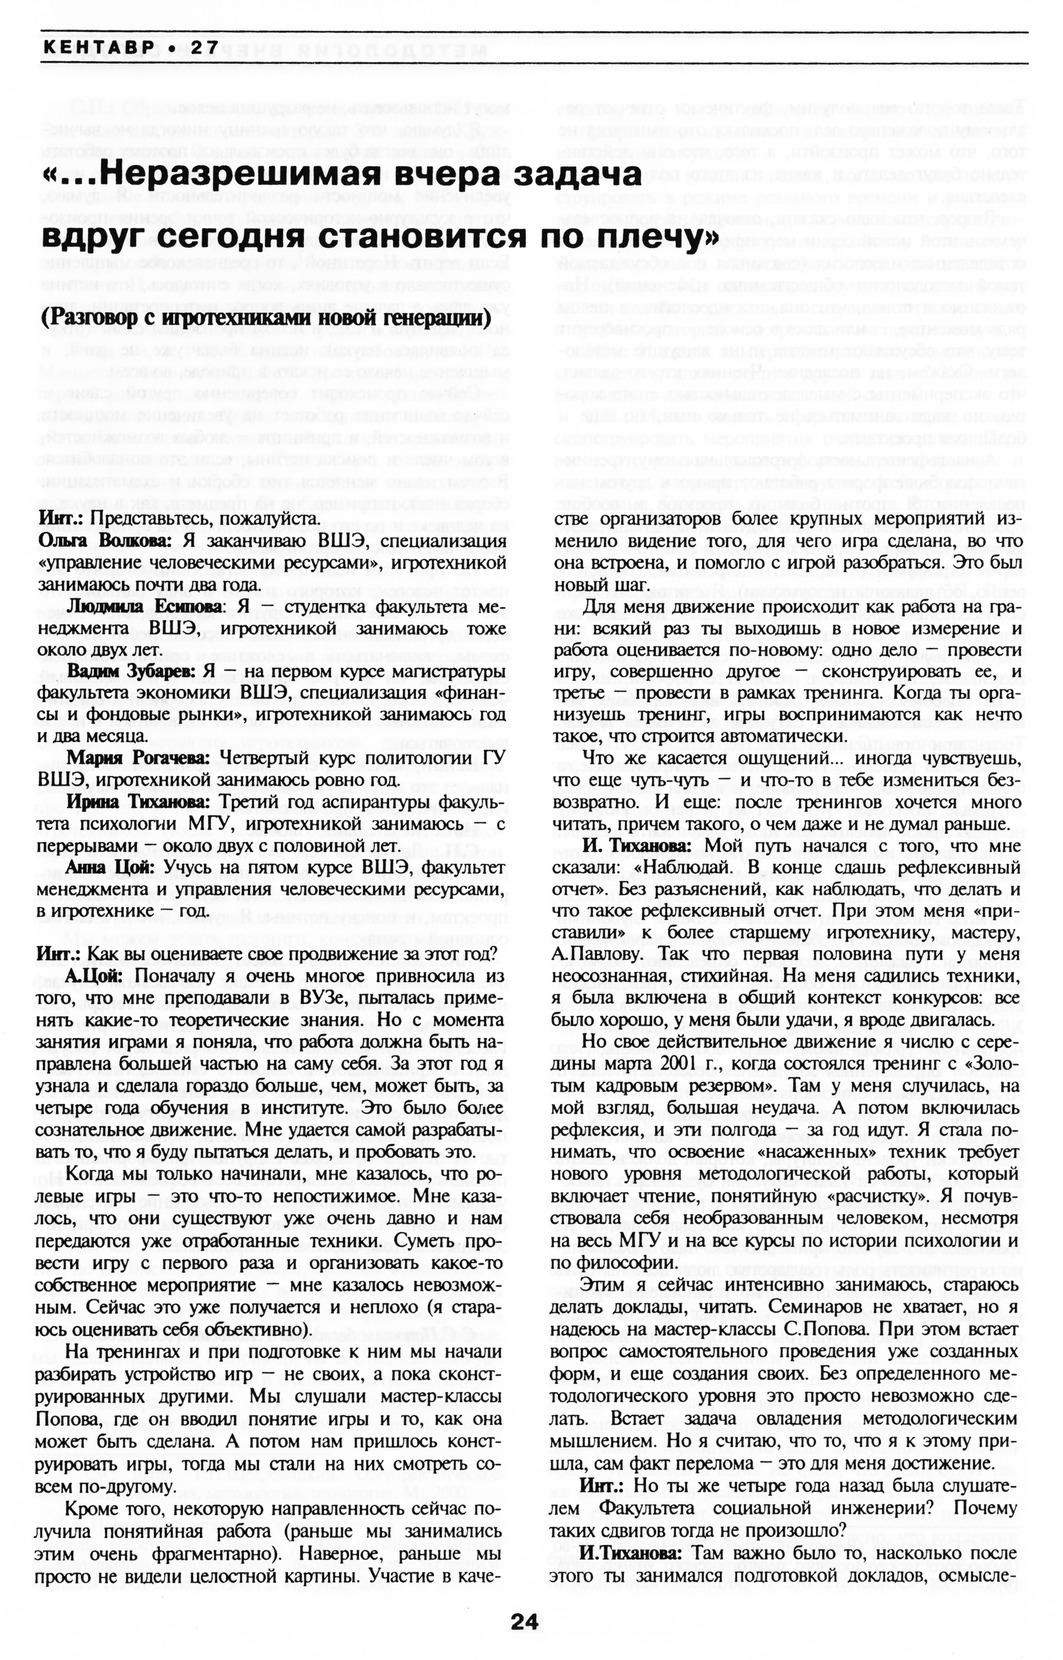 КЕНТАВР • 27
«...Неразрешимая вчера задача
вдруг сегодня становится по плечу»
(Разговор с игротехниками новой генерации)
Инт.: Представьтесь, пожалуйста.
Ольга Волкова: Я заканчиваю ВШЭ, специализация
«управление человеческими ресурсами», игротехникой
занимаюсь почти два года.
Людмила Есипова: Я – студентка факультета ме-
неджмента ВШЭ, игротехникой занимаюсь тоже
около двух лет.
Вадим Зубарев: Я – на первом курсе магистратуры
факультета экономики ВШЭ, специализация «финан-
сы и фондовые рынки», игротехникой занимаюсь год
и два месяца.
Мария Рогачева: Четвертый курс политологии ГУ
ВШЭ, игротехникой занимаюсь ровно год.
Ирина Тиханова: Третий год аспирантуры факуль-
тета психологии МГУ, игротехникой занимаюсь – с
перерывами – около двух с половиной лет.
Анна Цой: Учусь на пятом курсе ВШЭ, факультет
менеджмента и управления человеческими ресурсами,
в игротехнике – год.
Инт.: Как вы оцениваете свое продвижение за этот год?
А.Цой: Поначалу я очень многое привносила из
того, что мне преподавали в ВУЗе, пыталась приме-
нять какие-то теоретические знания. Но с момента
занятия играми я поняла, что работа должна быть на-
правлена большей частью на саму себя. За этот год я
узнала и сделала гораздо больше, чем, может быть, за
четыре года обучения в институте. Это было более
сознательное движение. Мне удается самой разрабаты-
вать то, что я буду пытаться делать, и пробовать это.
Когда мы только начинали, мне казалось, что ро-
левые игры – это что-то непостижимое. Мне каза-
лось, что они существуют уже очень давно и нам
передаются уже отработанные техники. Суметь про-
вести игру с первого раза и организовать какое-то
собственное мероприятие – мне казалось невозмож-
ным. Сейчас это уже получается и неплохо (я стара-
юсь оценивать себя объективно).
На тренингах и при подготовке к ним мы начали
разбирать устройство игр – не своих, а пока сконст-
руированных другими. Мы слушали мастер-классы
Попова, где он вводил понятие игры и то, как она
может быть сделана. А потом нам пришлось конст-
руировать игры, тогда мы стали на них смотреть со-
всем по-другому.
Кроме того, некоторую направленность сейчас по-
лучила понятийная работа (раньше мы занимались
этим очень фрагментарно). Наверное, раньше мы
просто не видели целостной картины. Участие в каче-
стве организаторов более крупных мероприятий из-
менило видение того, для чего игра сделана, во что
она встроена, и помогло с игрой разобраться. Это был
новый шаг.
Для меня движение происходит как работа на гра-
ни: всякий раз ты выходишь в новое измерение и
работа оценивается по-новому: одно дело – провести
игру, совершенно другое – сконструировать ее, и
третье – провести в рамках тренинга. Когда ты орга-
низуешь тренинг, игры воспринимаются как нечто
такое, что строится автоматически.
Что же касается ощущений... иногда чувствуешь,
что еще чуть-чуть – и что-то в тебе измениться без-
возвратно. И еще: после тренингов хочется много
читать, причем такого, о чем даже и не думал раньше.
И. Тиханова: Мой путь начался с того, что мне
сказали: «Наблюдай. В конце сдашь рефлексивный
отчет». Без разъяснений, как наблюдать, что делать и
что такое рефлексивный отчет. При этом меня «при-
ставили» к более старшему игротехнику, мастеру,
А.Павлову. Так что первая половина пути у меня
неосознанная, стихийная. На меня садились техники,
я была включена в общий контекст конкурсов: все
было хорошо, у меня были удачи, я вроде двигалась.
Но свое действительное движение я числю с сере-
дины марта 2001 г., когда состоялся тренинг с «Золо-
тым кадровым резервом». Там у меня случилась, на
мой взгляд, большая неудача. А потом включилась
рефлексия, и эти полгода – за год идут. Я стала по-
нимать, что освоение «насаженных» техник требует
нового уровня методологической работы, который
включает чтение, понятийную «расчистку». Я почув-
ствовала себя необразованным человеком, несмотря
на весь МГУ и на все курсы по истории психологии и
по философии.
Этим я сейчас интенсивно занимаюсь, стараюсь
делать доклады, читать. Семинаров не хватает, но я
надеюсь на мастер-классы С.Попова. При этом встает
вопрос самостоятельного проведения уже созданных
форм, и еще создания своих. Без определенного ме-
тодологического уровня это просто невозможно сде-
лать. Встает задача овладения методологическим
мышлением. Но я считаю, что то, что я к этому при-
шла, сам факт перелома – это для меня достижение.
Инт.: Но ты же четыре года назад была слушате-
лем Факультета социальной инженерии? Почему
таких сдвигов тогда не произошло?
И.Тиханова: Там важно было то, насколько после
этого ты занимался подготовкой докладов, осмысле-
24